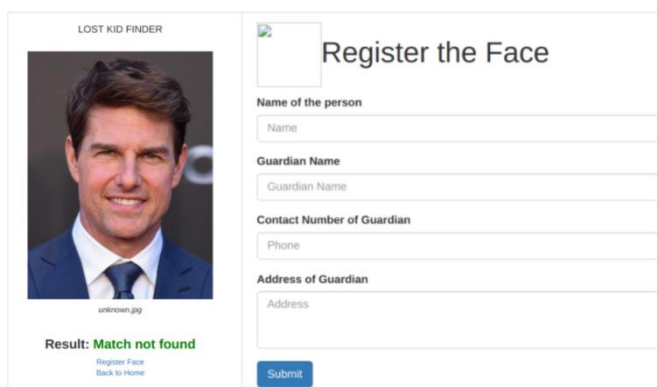 LOST KID FINDER
unknown.jpg
Result: Match not found
Register Face
Back to Home
Register the Face
Name of the person
Name
Guardian Name
Guardian Name
Contact Number of Guardian
Phone
Address of Guardian
Address
Submit